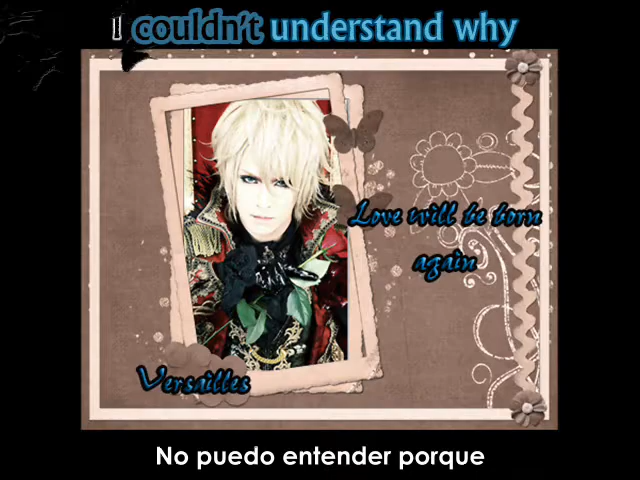 I couldn't understand why
Love will be born
again
Versailles
No puedo entender porque